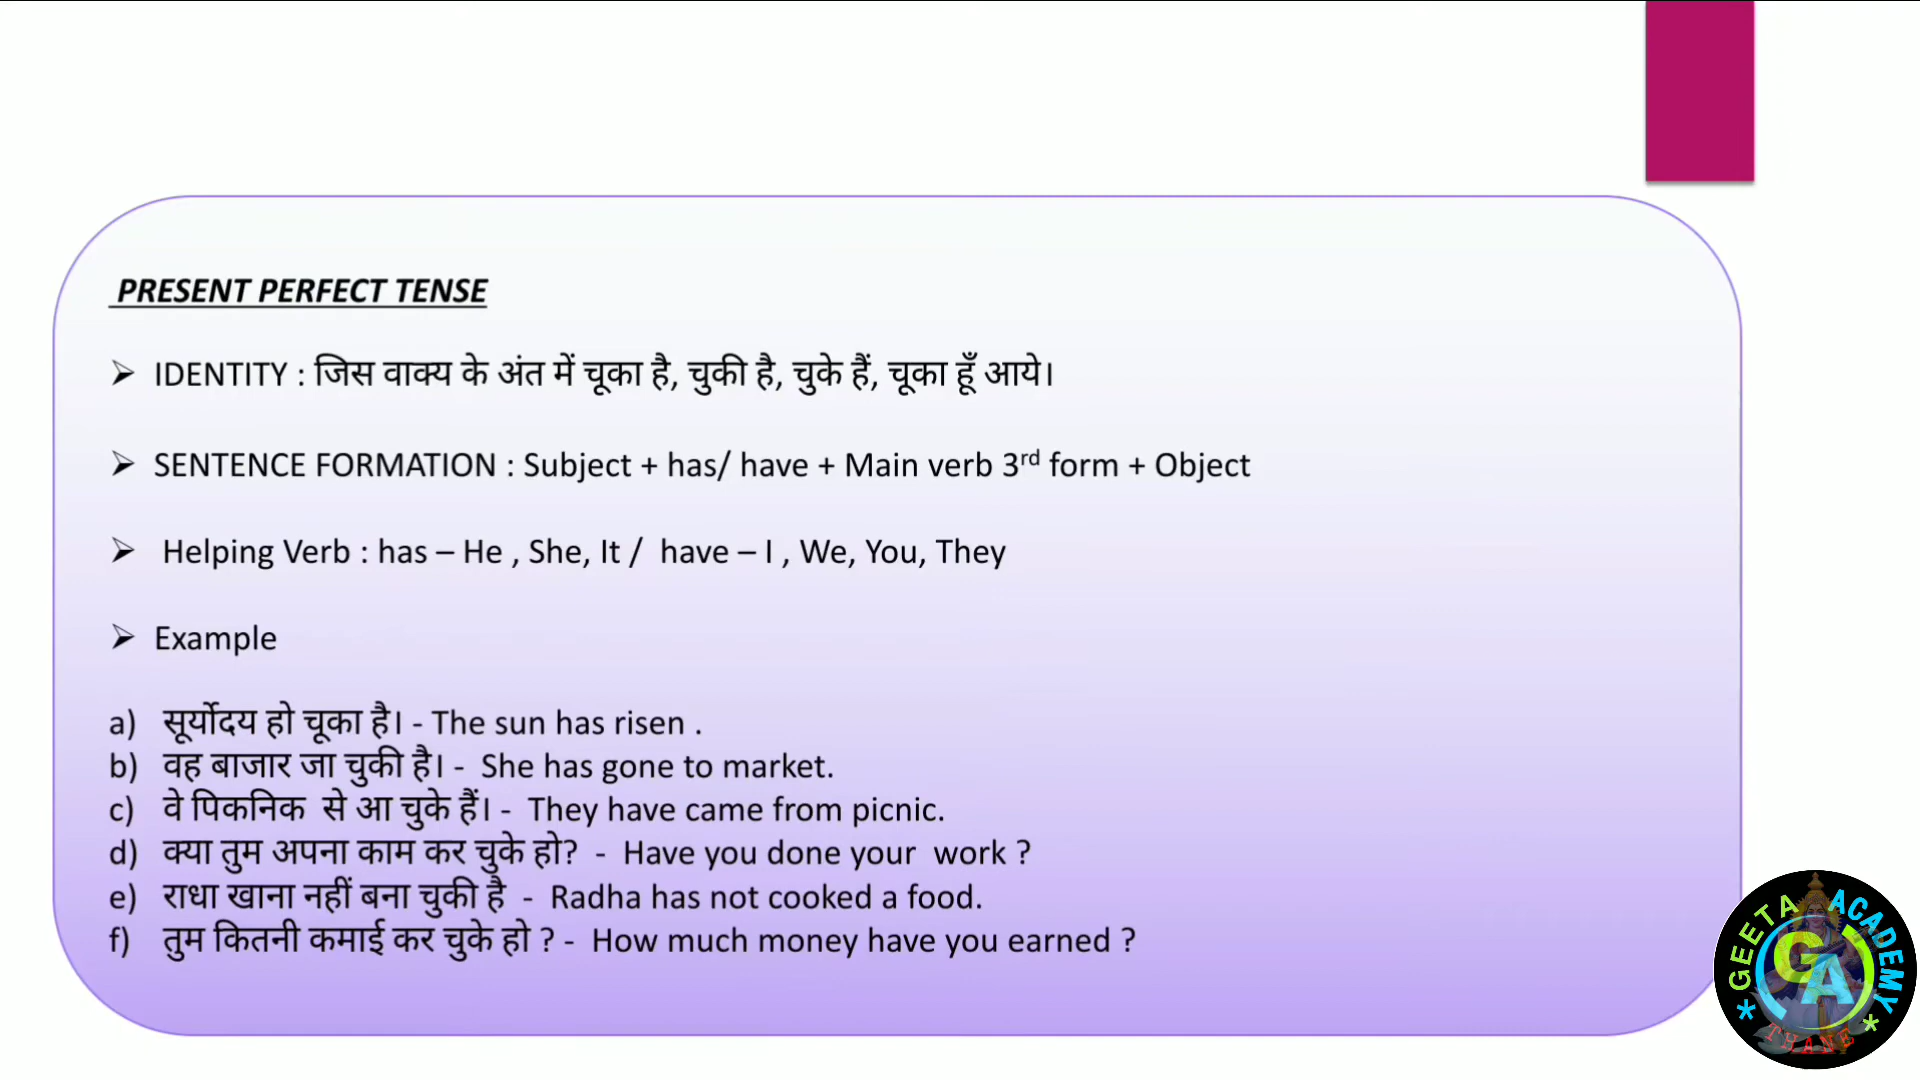 PRESENT PERFECT TENSE
➢ IDENTITY : जिस वाक्य के अंत में चूका है, चुकी है, चुके हैं, चूका हूँ आये।
➢ SENTENCE FORMATION : Subject + has/ have + Main verb 3rd form + Object
➢ Helping Verb : has – He , She, It / have – I , We, You, They
➢ Example
a) सूर्योदय हो चूका है। - The sun has risen .
b) वह बाजार जा चुकी है। - She has gone to market.
c) वे पिकनिक से आ चुके हैं। - They have came from picnic.
d) क्या तुम अपना काम कर चुके हो? - Have you done your work ?
e) राधा खाना नहीं बना चुकी है - Radha has not cooked a food.
f) तुम कितनी कमाई कर चुके हो ? - How much money have you earned ?
* GEETA ACADEMY *
GA
THANE